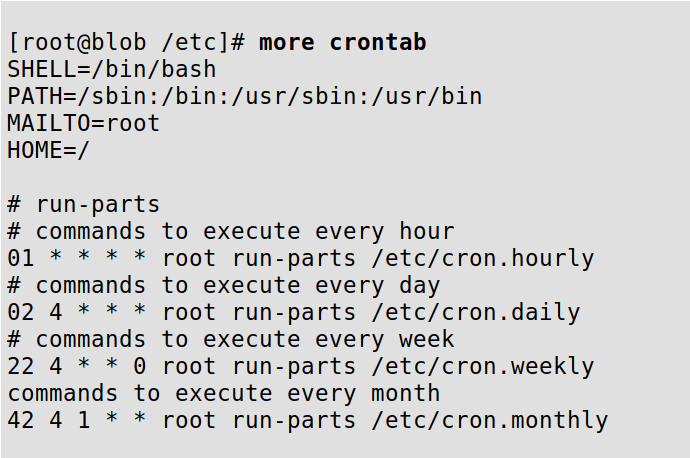 [root@blob /etc]# more crontab
SHELL=/bin/bash
PATH=/sbin:/bin:/usr/sbin:/usr/bin
MAILTO=root
HOME=/
# run-parts
# commands to execute every hour
01 * * * * root run-parts /etc/cron.hourly
# commands to execute every day
02 4 * * * root run-parts /etc/cron.daily
# commands to execute every week
22 4 * * 0 root run-parts /etc/cron.weekly
commands to execute every month
42 4 1 * * root run-parts /etc/cron.monthly